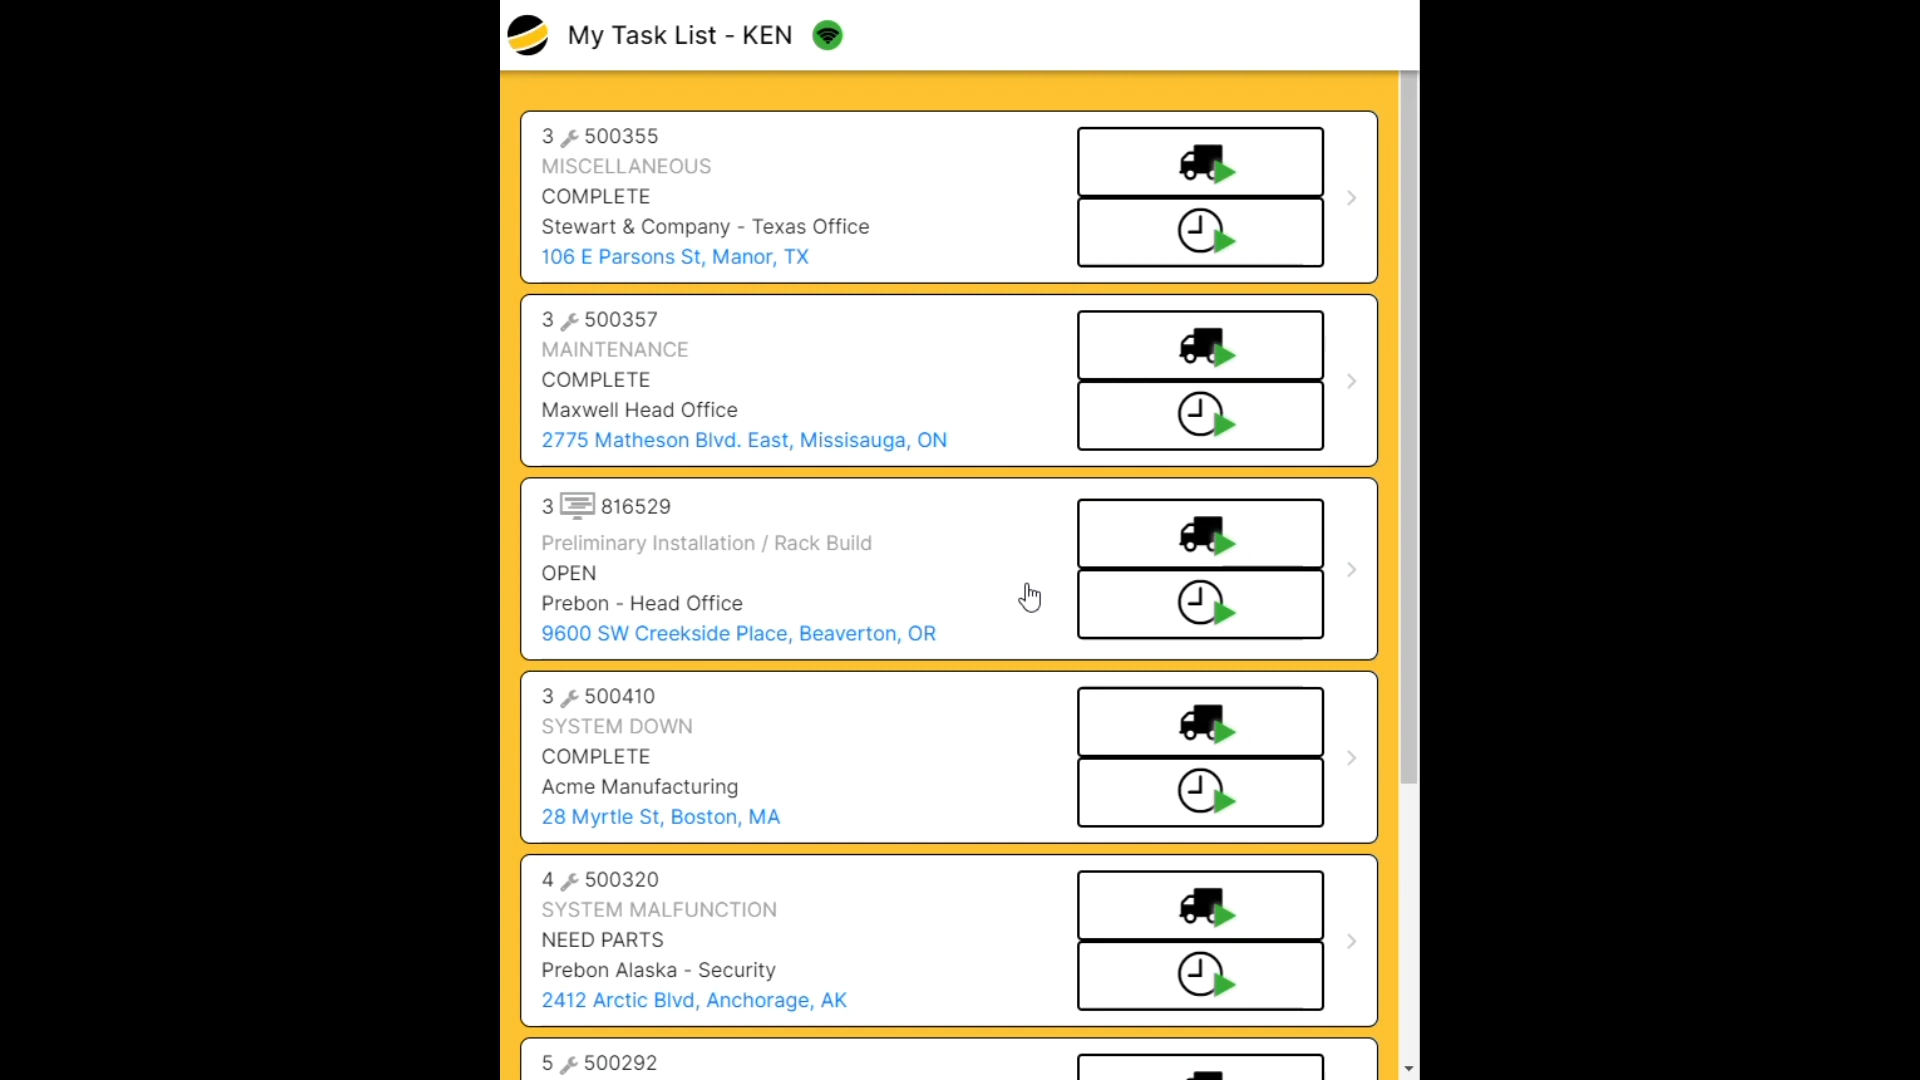 My Task List - KEN
3 500355
MISCELLANEOUS
COMPLETE
Stewart & Company - Texas Office
106 E Parsons St, Manor, TX
3 500357
MAINTENANCE
COMPLETE
Maxwell Head Office
2775 Matheson Blvd. East, Missisauga, ON
3 816529
Preliminary Installation / Rack Build
OPEN
Prebon - Head Office
9600 SW Creekside Place, Beaverton, OR
3 500410
SYSTEM DOWN
COMPLETE
Acme Manufacturing
28 Myrtle St, Boston, MA
4 500320
SYSTEM MALFUNCTION
NEED PARTS
Prebon Alaska - Security
2412 Arctic Blvd, Anchorage, AK
5 500292